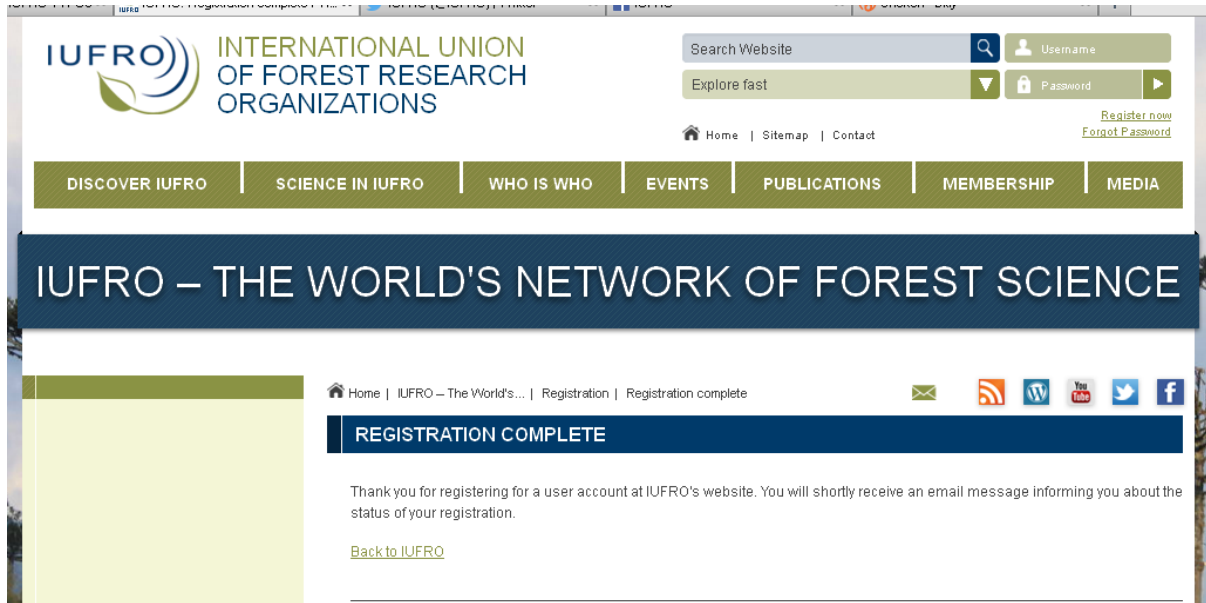 IUFRO
INTERNATIONAL UNION
OF FOREST RESEARCH
ORGANIZATIONS
Search Website
Username
Explore fast
Password
Register now
Forgot Password
Home | Sitemap | Contact
DISCOVER IUFRO
SCIENCE IN IUFRO
WHO IS WHO
EVENTS
PUBLICATIONS
MEMBERSHIP
MEDIA
IUFRO – THE WORLD'S NETWORK OF FOREST SCIENCE
Home | IUFRO – The World's... | Registration | Registration complete
You
Tube
REGISTRATION COMPLETE
Thank you for registering for a user account at IUFRO's website. You will shortly receive an email message informing you about the
status of your registration.
Back to IUFRO